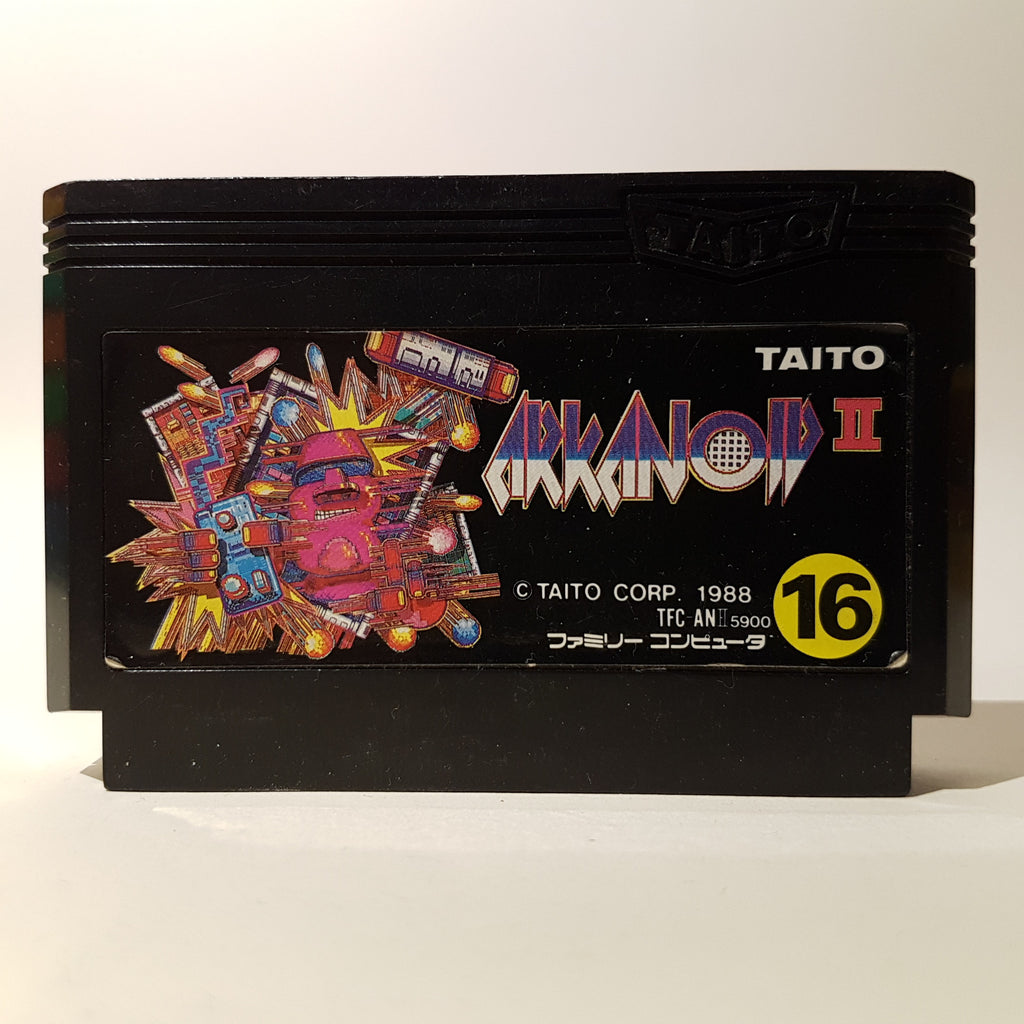 TAITO
TAITO
ARKANOID II
© TAITO CORP. 1988
TFC-ANII 5900
ファミリー コンピュータ
16